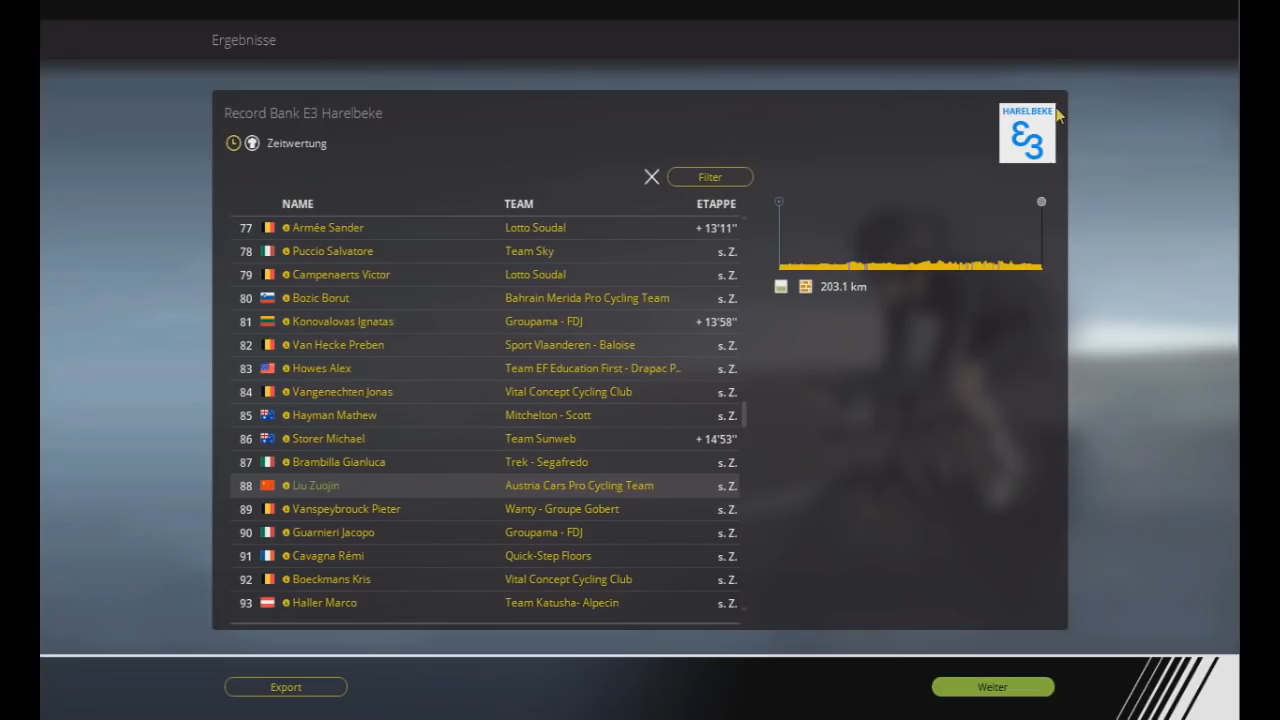 Ergebnisse
Record Bank E3 Harelbeke
HARELBEKE
E3
Zeitwertung
Filter
NAME TEAM ETAPPE
77 Armée Sander Lotto Soudal + 13'11"
78 Puccio Salvatore Team Sky s. Z.
79 Campenaerts Victor Lotto Soudal s. Z.
80 Bozic Borut Bahrain Merida Pro Cycling Team s. Z.
81 Konovalovas Ignatas Groupama - FDJ + 13'58"
82 Van Hecke Preben Sport Vlaanderen - Baloise s. Z.
83 Howes Alex Team EF Education First - Drapac P.. s. Z.
84 Vangenechten Jonas Vital Concept Cycling Club s. Z.
85 Hayman Mathew Mitchelton - Scott s. Z.
86 Storer Michael Team Sunweb + 14'53"
87 Brambilla Gianluca Trek - Segafredo s. Z.
88 Liu Zuojin Austria Cars Pro Cycling Team s. Z.
89 Vanspeybrouck Pieter Wanty - Groupe Gobert s. Z.
90 Guarnieri Jacopo Groupama - FDJ s. Z.
91 Cavagna Rémi Quick-Step Floors s. Z.
92 Boeckmans Kris Vital Concept Cycling Club s. Z.
93 Haller Marco Team Katusha- Alpecin s. Z.
203.1 km
Export
Weiter